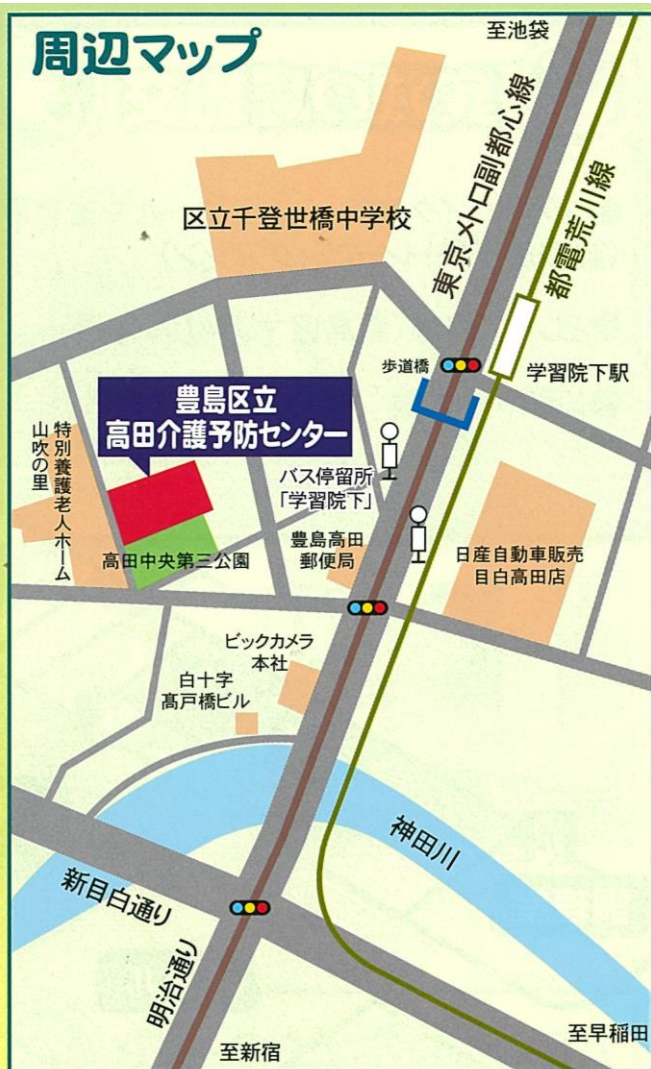 周辺マップ
至池袋
東京メトロ副都心線
都電荒川線
区立千登世橋中学校
歩道橋
学習院下駅
豊島区立
高田介護予防センター
特別養護老人ホーム
山吹の里
バス停留所
「学習院下」
高田中央第三公園
豊島高田
郵便局
日産自動車販売
目白高田店
ビックカメラ
本社
白十字
髙戸橋ビル
神田川
新目白通り
明治通り
至新宿
至早稲田